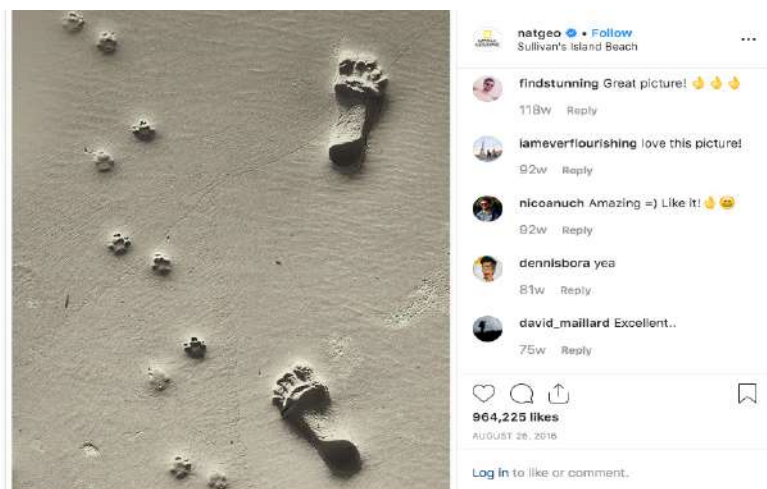 natgeo • Follow
Sullivan's Island Beach
findstunning Great picture! 👌👌👌
118w Reply
iameverflourishing love this picture!
92w Reply
nicoanuch Amazing =) Like it!👌😄
92w Reply
dennisbora yea
81w Reply
david_maillard Excellent..
75w Reply
964,225 likes
AUGUST 26, 2016
Log in to like or comment.